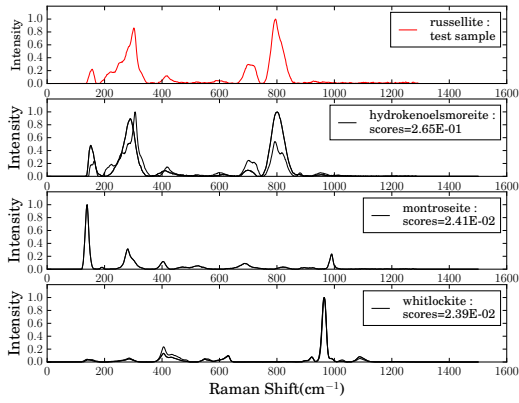 russellite :
test sample
Intensity
1.0
0.8
0.6
0.4
0.2
0.0
0 200 400 600 800 1000 1200 1400 1600
hydrokenoelsmoreite :
scores=2.65E-01
Intensity
1.0
0.8
0.6
0.4
0.2
0.0
0 200 400 600 800 1000 1200 1400 1600
montroseite :
scores=2.41E-02
Intensity
1.0
0.8
0.6
0.4
0.2
0.0
0 200 400 600 800 1000 1200 1400 1600
whitlockite :
scores=2.39E-02
Intensity
1.0
0.8
0.6
0.4
0.2
0.0
0 200 400 600 800 1000 1200 1400 1600
Raman Shift(cm⁻¹)